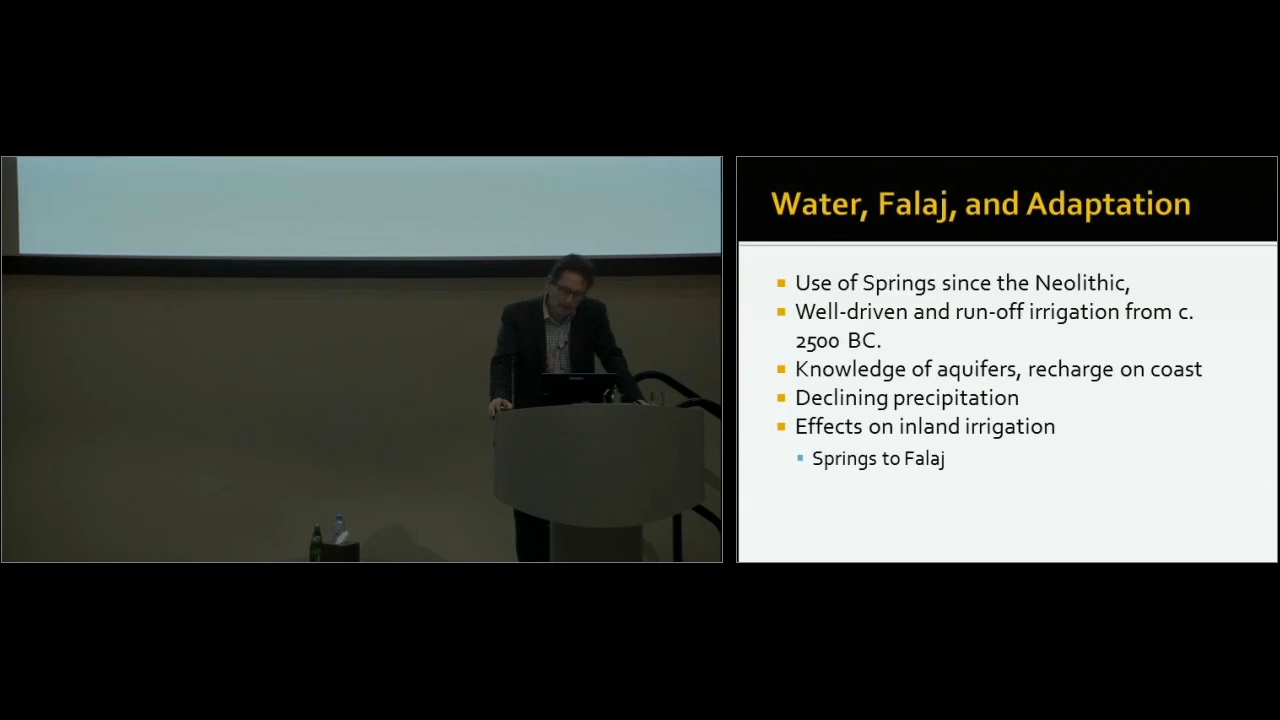 Water, Falaj, and Adaptation
Use of Springs since the Neolithic,
Well-driven and run-off irrigation from c.
2500 BC.
Knowledge of aquifers, recharge on coast
Declining precipitation
Effects on inland irrigation
Springs to Falaj